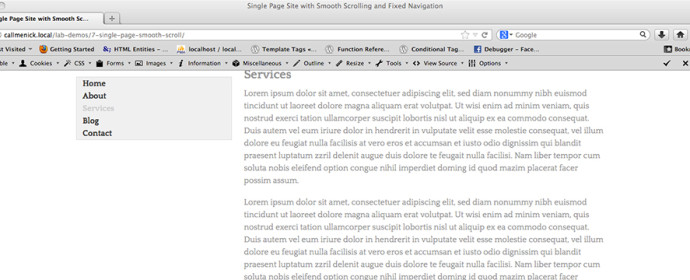 Single Page Site with Smooth Scrolling and Fixed Navigation
gle Page Site with Smooth Sc...
callmenick.local/lab-demos/7-single-page-smooth-scroll/
Google
st Visited
Getting Started
HTML Entities - ...
localhost / local...
Template Tags «...
Function Refere...
Conditional Tag...
Debugger - Face...
Book
able
Cookies
CSS
Forms
Images
Information
Miscellaneous
Outline
Resize
Tools
View Source
Options
Home
About
Services
Blog
Contact
Services
Lorem ipsum dolor sit amet, consectetuer adipiscing elit, sed diam nonummy nibh euismod
tincidunt ut laoreet dolore magna aliquam erat volutpat. Ut wisi enim ad minim veniam, quis
nostrud exerci tation ullamcorper suscipit lobortis nisl ut aliquip ex ea commodo consequat.
Duis autem vel eum iriure dolor in hendrerit in vulputate velit esse molestie consequat, vel illum
dolore eu feugiat nulla facilisis at vero eros et accumsan et iusto odio dignissim qui blandit
praesent luptatum zzril delenit augue duis dolore te feugait nulla facilisi. Nam liber tempor cum
soluta nobis eleifend option congue nihil imperdiet doming id quod mazim placerat facer
possim assum.
Lorem ipsum dolor sit amet, consectetuer adipiscing elit, sed diam nonummy nibh euismod
tincidunt ut laoreet dolore magna aliquam erat volutpat. Ut wisi enim ad minim veniam, quis
nostrud exerci tation ullamcorper suscipit lobortis nisl ut aliquip ex ea commodo consequat.
Duis autem vel eum iriure dolor in hendrerit in vulputate velit esse molestie consequat, vel illum
dolore eu feugiat nulla facilisis at vero eros et accumsan et iusto odio dignissim qui blandit
praesent luptatum zzril delenit augue duis dolore te feugait nulla facilisi. Nam liber tempor cum
soluta nobis eleifend option congue nihil imperdiet doming id quod mazim placerat facer